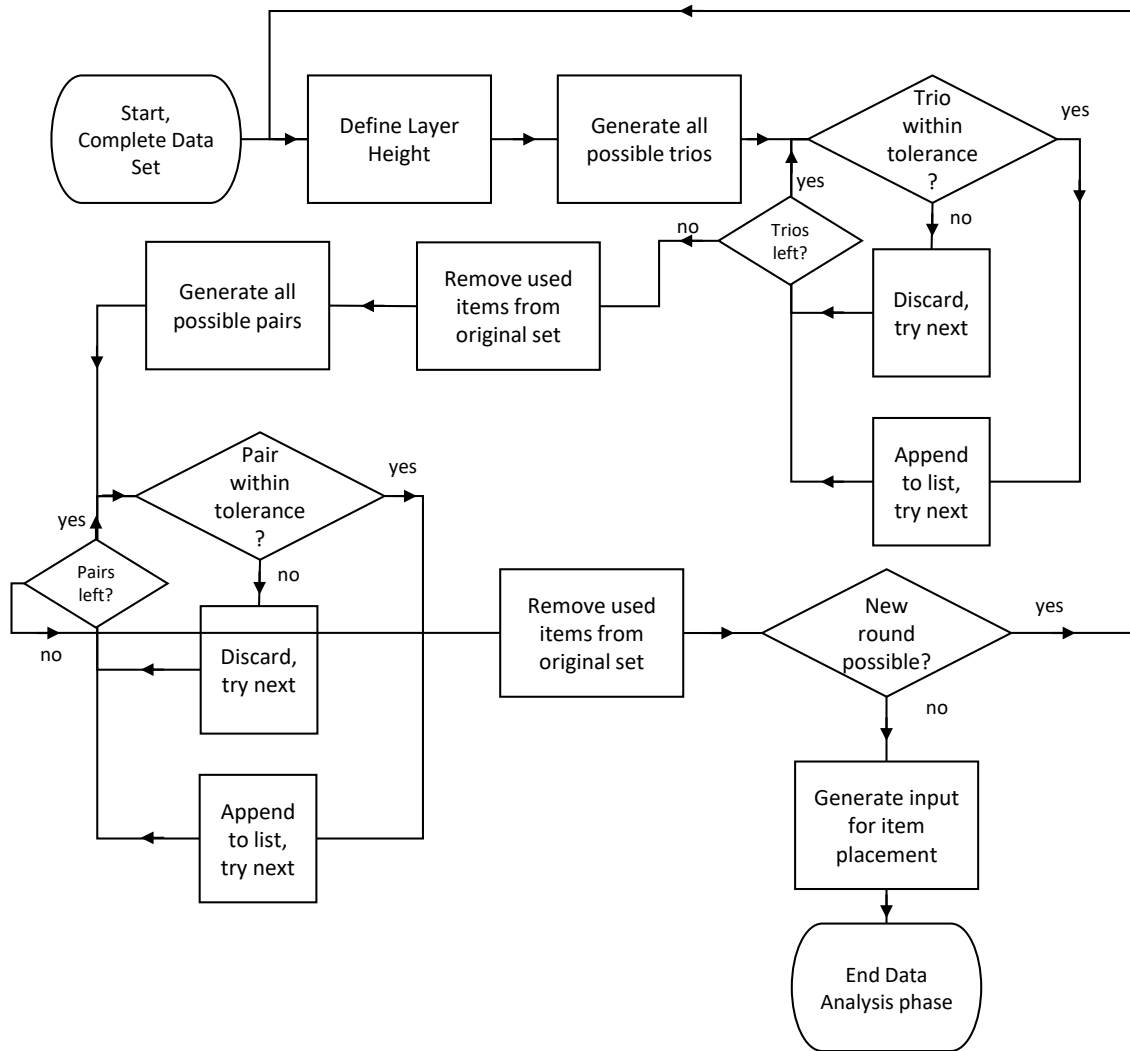 Start,
Complete Data
Set
Define Layer
Height
Generate all
possible trios
Trio
within
tolerance
?
yes
no
yes
Trios
left?
no
Discard,
try next
Append
to list,
try next
Remove used
items from
original set
Generate all
possible pairs
Pair
within
tolerance
?
yes
no
yes
Pairs
left?
no
Discard,
try next
Append
to list,
try next
Remove used
items from
original set
New
round
possible?
yes
no
Generate input
for item
placement
End Data
Analysis phase